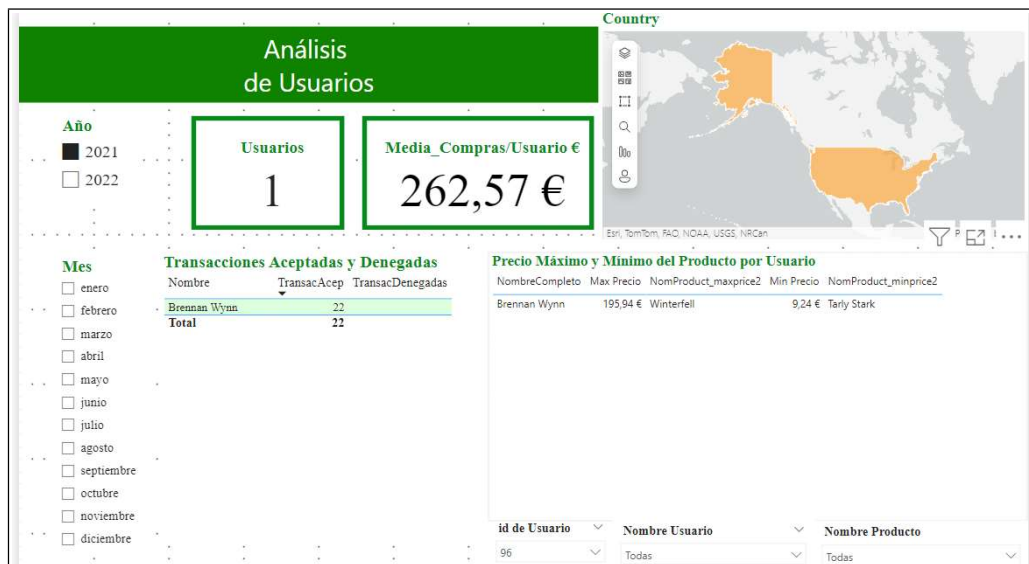 Análisis
de Usuarios
Country
Año
2021
2022
Usuarios
1
Media_Compras/Usuario €
262,57 €
Esri, TomTom, FAO, NOAA, USGS, NRCan
Mes
enero
febrero
marzo
abril
mayo
junio
julio
agosto
septiembre
octubre
noviembre
diciembre
Transacciones Aceptadas y Denegadas
Nombre TransacAcep TransacDenegadas
Brennan Wynn 22
Total 22
Precio Máximo y Mínimo del Producto por Usuario
NombreCompleto Max Precio NomProduct_maxprice2 Min Precio NomProduct_minprice2
Brennan Wynn 195,94 € Winterfell 9,24 € Tarly Stark
id de Usuario
96
Nombre Usuario
Todas
Nombre Producto
Todas